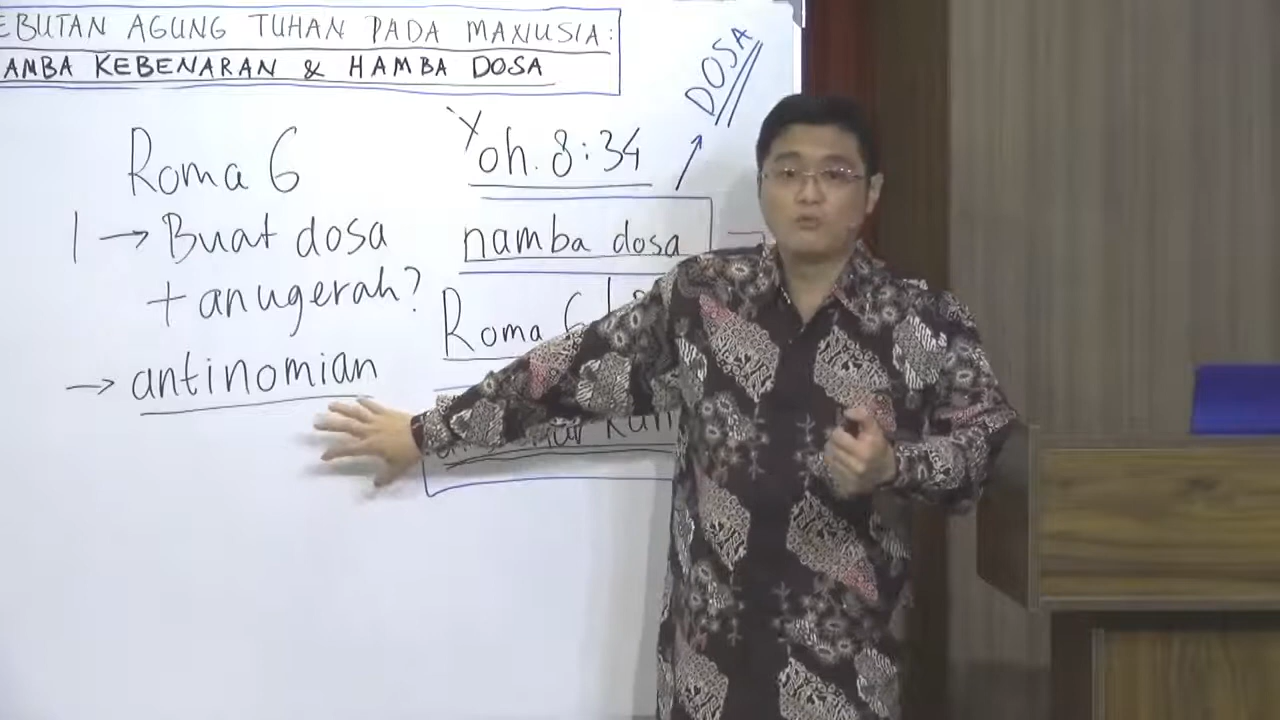 EBUTAN AGUNG TUHAN PADA MANUSIA:
AMBA KEBENARAN & HAMBA DOSA
Roma 6
1 → Buat dosa
+ anugerah?
→ antinomian
Yoh. 8:34
hamba dosa
Roma
DOSA